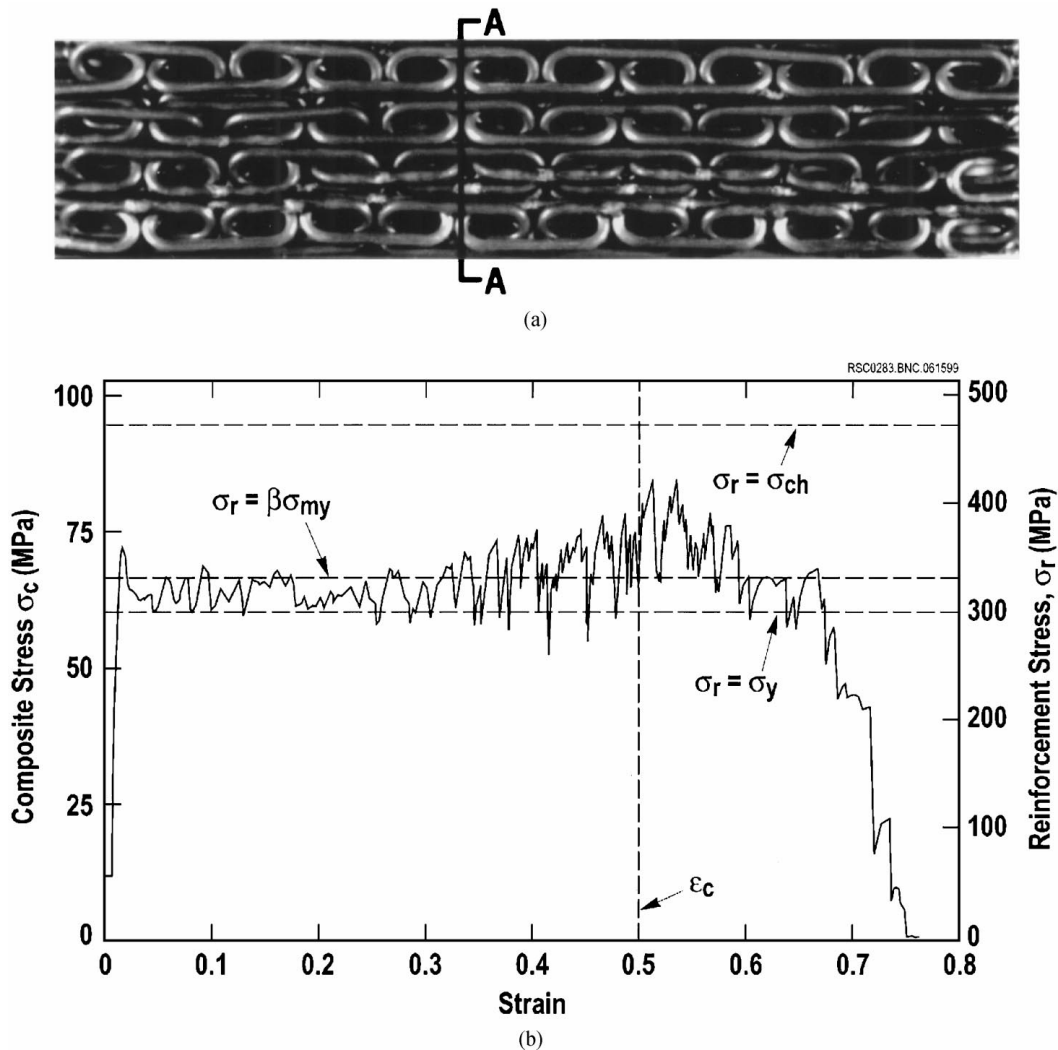 A
A
(a)
RSC0283.BNC.061599
100
75
50
25
0
Composite Stress σc (MPa)
500
400
300
200
100
0
Reinforcement Stress, σr (MPa)
σr = σch
σr = βσmy
σr = σy
εc
0 0.1 0.2 0.3 0.4 0.5 0.6 0.7 0.8
Strain
(b)